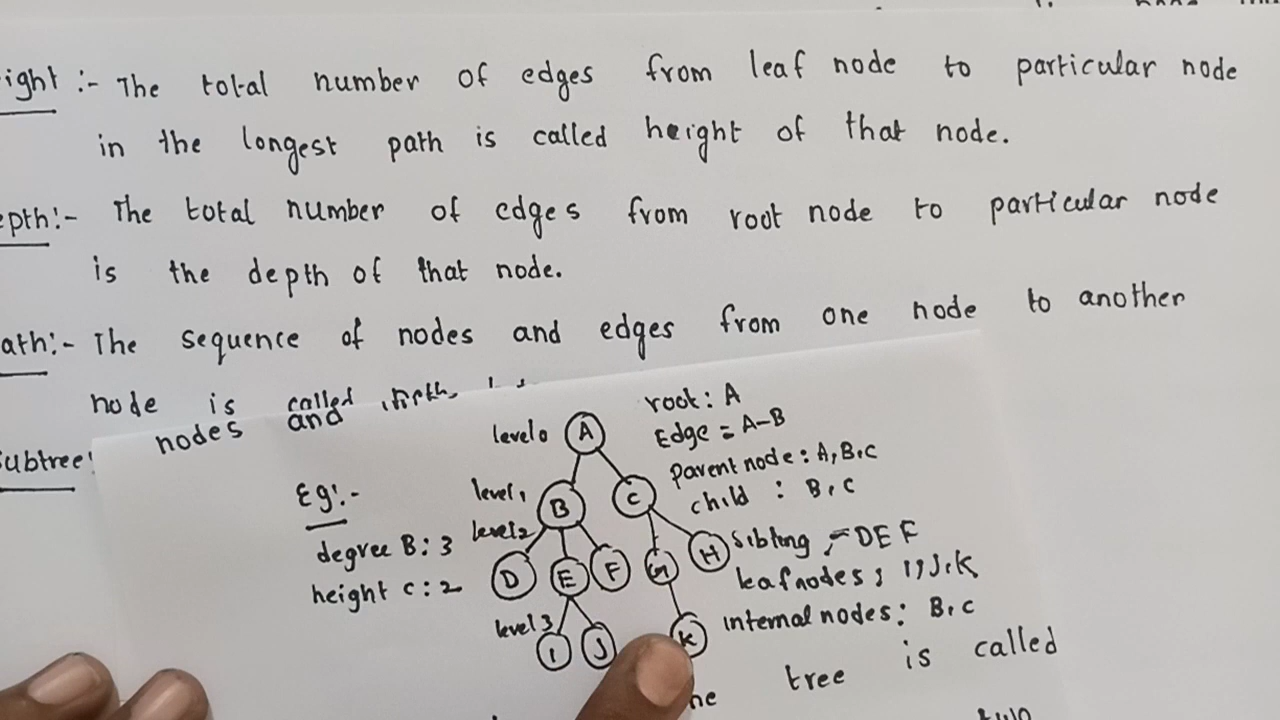 ight :- The total number of edges from leaf node to particular node
in the longest path is called height of that node.
epth:- The total number of edges from root node to particular node
is the depth of that node.
ath:- The sequence of nodes and edges from one node to another
node is called
nodes and
ubtree:
level0 A
root: A
Edge = A-B
parent node: A,B,C
child : B,C
Eg:-
level1 B C
level2
degree B: 3
height C: 2
D E F G H
sibling :- DEF
leaf nodes: I,J,K
internal nodes: B,C
level3
I J K
tree is called